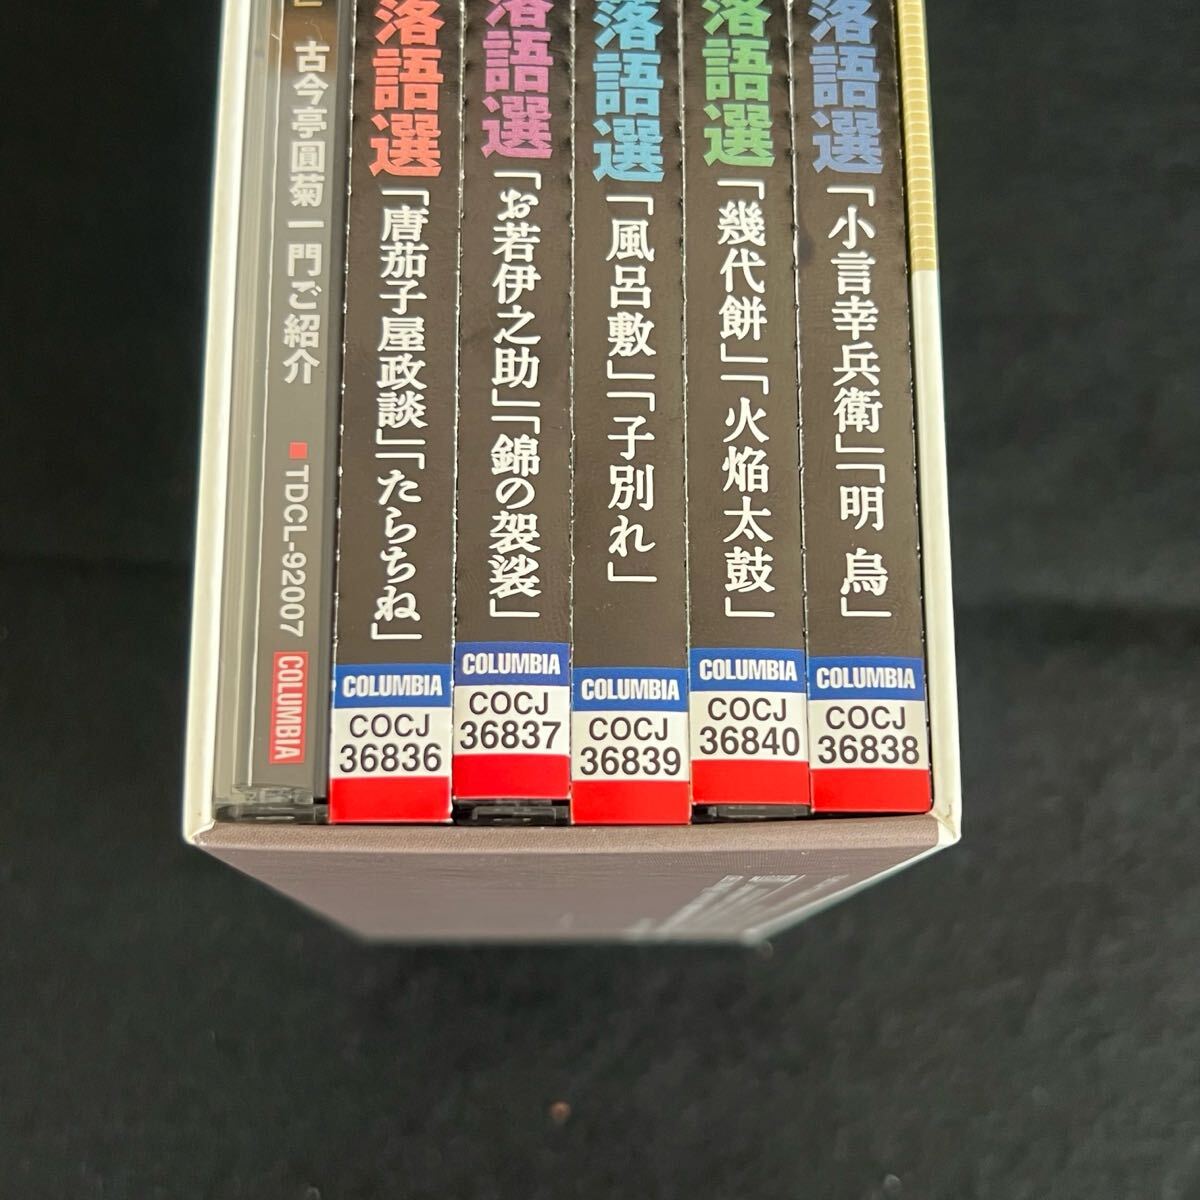 」古今亭圓菊一門ご紹介
TDCL-92007
COLUMBIA
落語選
「唐茄子屋政談」「たらちね」
COLUMBIA
COCJ
36836
落語選
「お若伊之助」「錦の袈裟」
COLUMBIA
COCJ
36837
落語選
「風呂敷」「子別れ」
COLUMBIA
COCJ
36839
落語選
「幾代餅」「火焔太鼓」
COLUMBIA
COCJ
36840
落語選
「小言幸兵衛」「明烏」
COLUMBIA
COCJ
36838